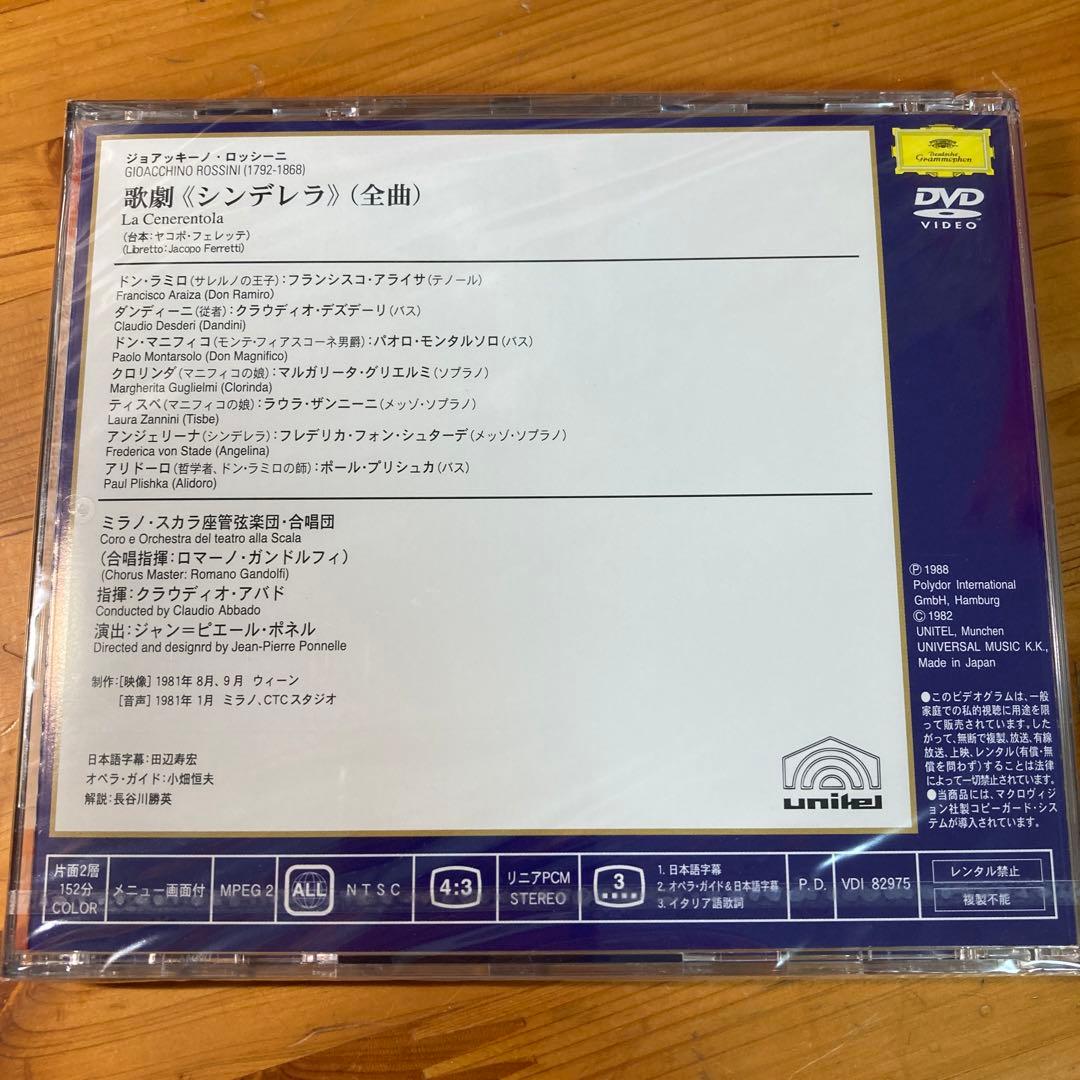 ジョアッキーノ・ロッシーニ
GIOACCHINO ROSSINI (1792-1868)
歌劇《シンデレラ》(全曲)
La Cenerentola
(台本:ヤコポ・フェレッテ)
(Libretto:Jacopo Ferretti)
ドン・ラミロ(サレルノの王子):フランシスコ・アライサ(テノール)
Francisco Araiza (Don Ramiro)
ダンディーニ(従者):クラウディオ・デズデーリ(バス)
Claudio Desderi (Dandini)
ドン・マニフィコ(モンテ・フィアスコーネ男爵):パオロ・モンタルソロ(バス)
Paolo Montarsolo (Don Magnifico)
クロリンダ(マニフィコの娘):マルガリータ・グリエルミ(ソプラノ)
Margherita Guglielmi (Clorinda)
ティスベ(マニフィコの娘):ラウラ・ザンニーニ(メッゾ・ソプラノ)
Laura Zannini (Tisbe)
アンジェリーナ(シンデレラ):フレデリカ・フォン・シュターデ(メッゾ・ソプラノ)
Frederica von Stade (Angelina)
アリドーロ(哲学者、ドン・ラミロの師):ポール・プリシュカ(バス)
Paul Plishka (Alidoro)
ミラノ・スカラ座管弦楽団・合唱団
Coro e Orchestra del teatro alla Scala
(合唱指揮:ロマーノ・ガンドルフィ)
(Chorus Master: Romano Gandolfi)
指揮:クラウディオ・アバド
Conducted by Claudio Abbado
演出:ジャン=ピエール・ポネル
Directed and designrd by Jean-Pierre Ponnelle
制作:[映像] 1981年 8月、9月 ウィーン
[音声] 1981年 1月 ミラノ、CTCスタジオ
日本語字幕:田辺寿宏
オペラ・ガイド:小畑恒夫
解説:長谷川勝英
unitel
Deutsche
Grammophon
DVD
VIDEO
Ⓟ 1988
Polydor International
GmbH, Hamburg
© 1982
UNITEL, Munchen
UNIVERSAL MUSIC K.K.,
Made in Japan
●このビデオグラムは、一般
家庭での私的視聴に用途を限
って販売されています。した
がって、無断で複製、放送、有線
放送、上映、レンタル(有償・無
償を問わず)することは法律
によって一切禁止されています。
●当商品には、マクロヴィジ
ョン社製コピーガード・シス
テムが導入されています。
片面2層
152分
COLOR
メニュー画面付
MPEG 2
ALL
NTSC
4:3
リニアPCM
STEREO
3
1. 日本語字幕
2. オペラ・ガイド&日本語字幕
3. イタリア語歌詞
P. D.
VDI 82975
レンタル禁止
複製不能